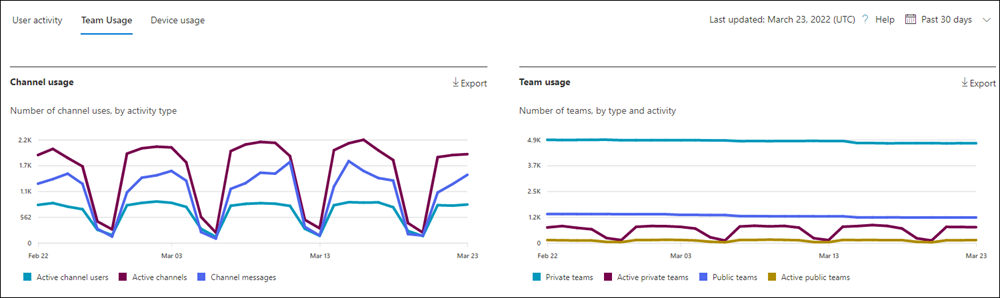 User activity Team Usage Device usage Last updated: March 23, 2022 (UTC) ? Help Past 30 days
Channel usage Export
Number of channel uses, by activity type
2.2K
1.7K
1.1K
562
0
Feb 22 Mar 03 Mar 13 Mar 23
Active channel users Active channels Channel messages
Team usage Export
Number of teams, by type and activity
4.9K
3.7K
2.5K
1.2K
0
Feb 22 Mar 03 Mar 13 Mar 23
Private teams Active private teams Public teams Active public teams